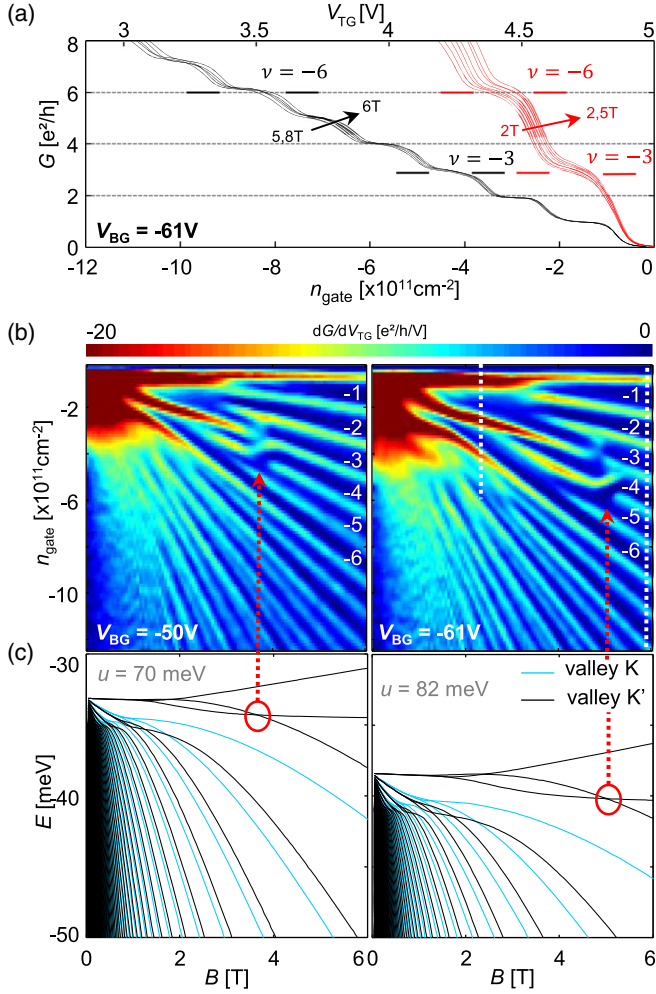 (a)
V_TG [V]
3 3.5 4 4.5 5
8
6
4
2
0
G [e²/h]
ν = −6
ν = −6
6T
5,8T
2T
2,5T
ν = −3
ν = −3
V_BG = -61V
-12 -10 -8 -6 -4 -2 0
n_gate [x10¹¹cm⁻²]
(b)
-20 dG/dV_TG [e²/h/V] 0
-2
-6
-10
n_gate [x10¹¹cm⁻²]
-1
-2
-3
-4
-5
-6
V_BG = -50V
-1
-2
-3
-4
-5
-6
V_BG = -61V
(c)
-30
-40
-50
E [meV]
u = 70 meV
u = 82 meV
valley K
valley K'
0 2 4 6
0 2 4 6
B [T]
B [T]